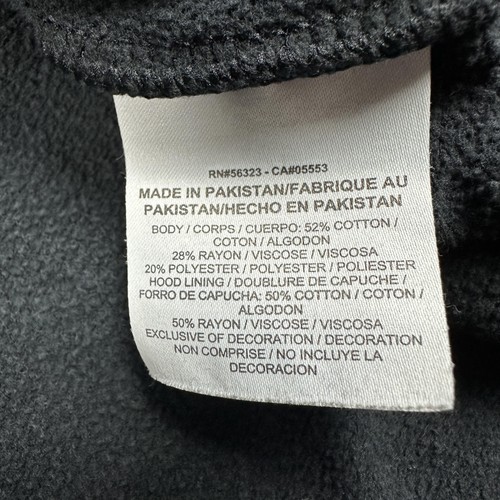 RN#56323 - CA#05553
MADE IN PAKISTAN/FABRIQUE AU
PAKISTAN/HECHO EN PAKISTAN
BODY / CORPS / CUERPO: 52% COTTON /
COTON / ALGODON
28% RAYON / VISCOSE / VISCOSA
20% POLYESTER / POLYESTER / POLIESTER
HOOD LINING / DOUBLURE DE CAPUCHE /
FORRO DE CAPUCHA: 50% COTTON / COTON /
ALGODON
50% RAYON / VISCOSE / VISCOSA
EXCLUSIVE OF DECORATION / DECORATION
NON COMPRISE / NO INCLUYE LA
DECORACION